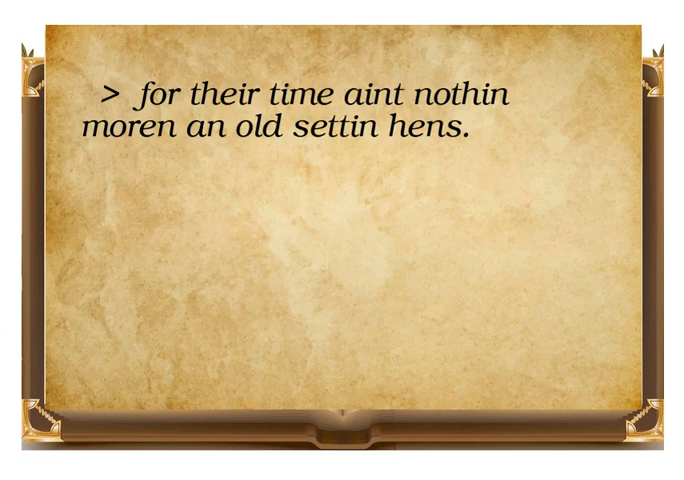 > for their time aint nothin
moren an old settin hens.